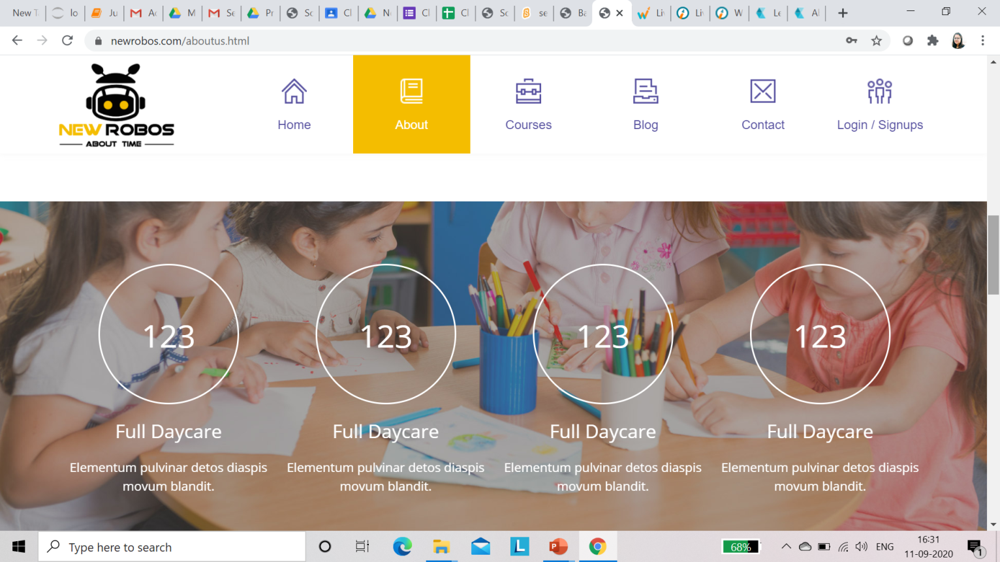 New T
lo
Ju
Ac
M
Se
Pr
Sc
Cl
N
Cl
Cl
Sc
se
Ba
Liv
Liv
W
Le
Al
newrobos.com/aboutus.html
NEW ROBOS
ABOUT TIME
Home
About
Courses
Blog
Contact
Login / Signups
123
123
123
123
Full Daycare
Full Daycare
Full Daycare
Full Daycare
Elementum pulvinar detos diaspis
movum blandit.
Elementum pulvinar detos diaspis
movum blandit.
Elementum pulvinar detos diaspis
movum blandit.
Elementum pulvinar detos diaspis
movum blandit.
Type here to search
L
P
68%
ENG
16:31
11-09-2020
1